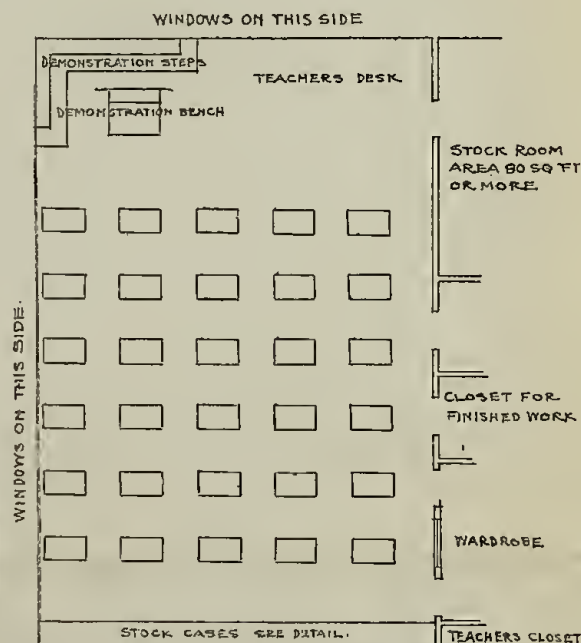 WINDOWS ON THIS SIDE
DEMONSTRATION STEPS
TEACHERS DESK
DEMONSTRATION BENCH
STOCK ROOM
AREA 80 SQ FT
OR MORE
WINDOWS ON THIS SIDE.
CLOSET FOR
FINISHED WORK
WARDROBE
STOCK CASES SEE DETAIL.
TEACHERS CLOSET